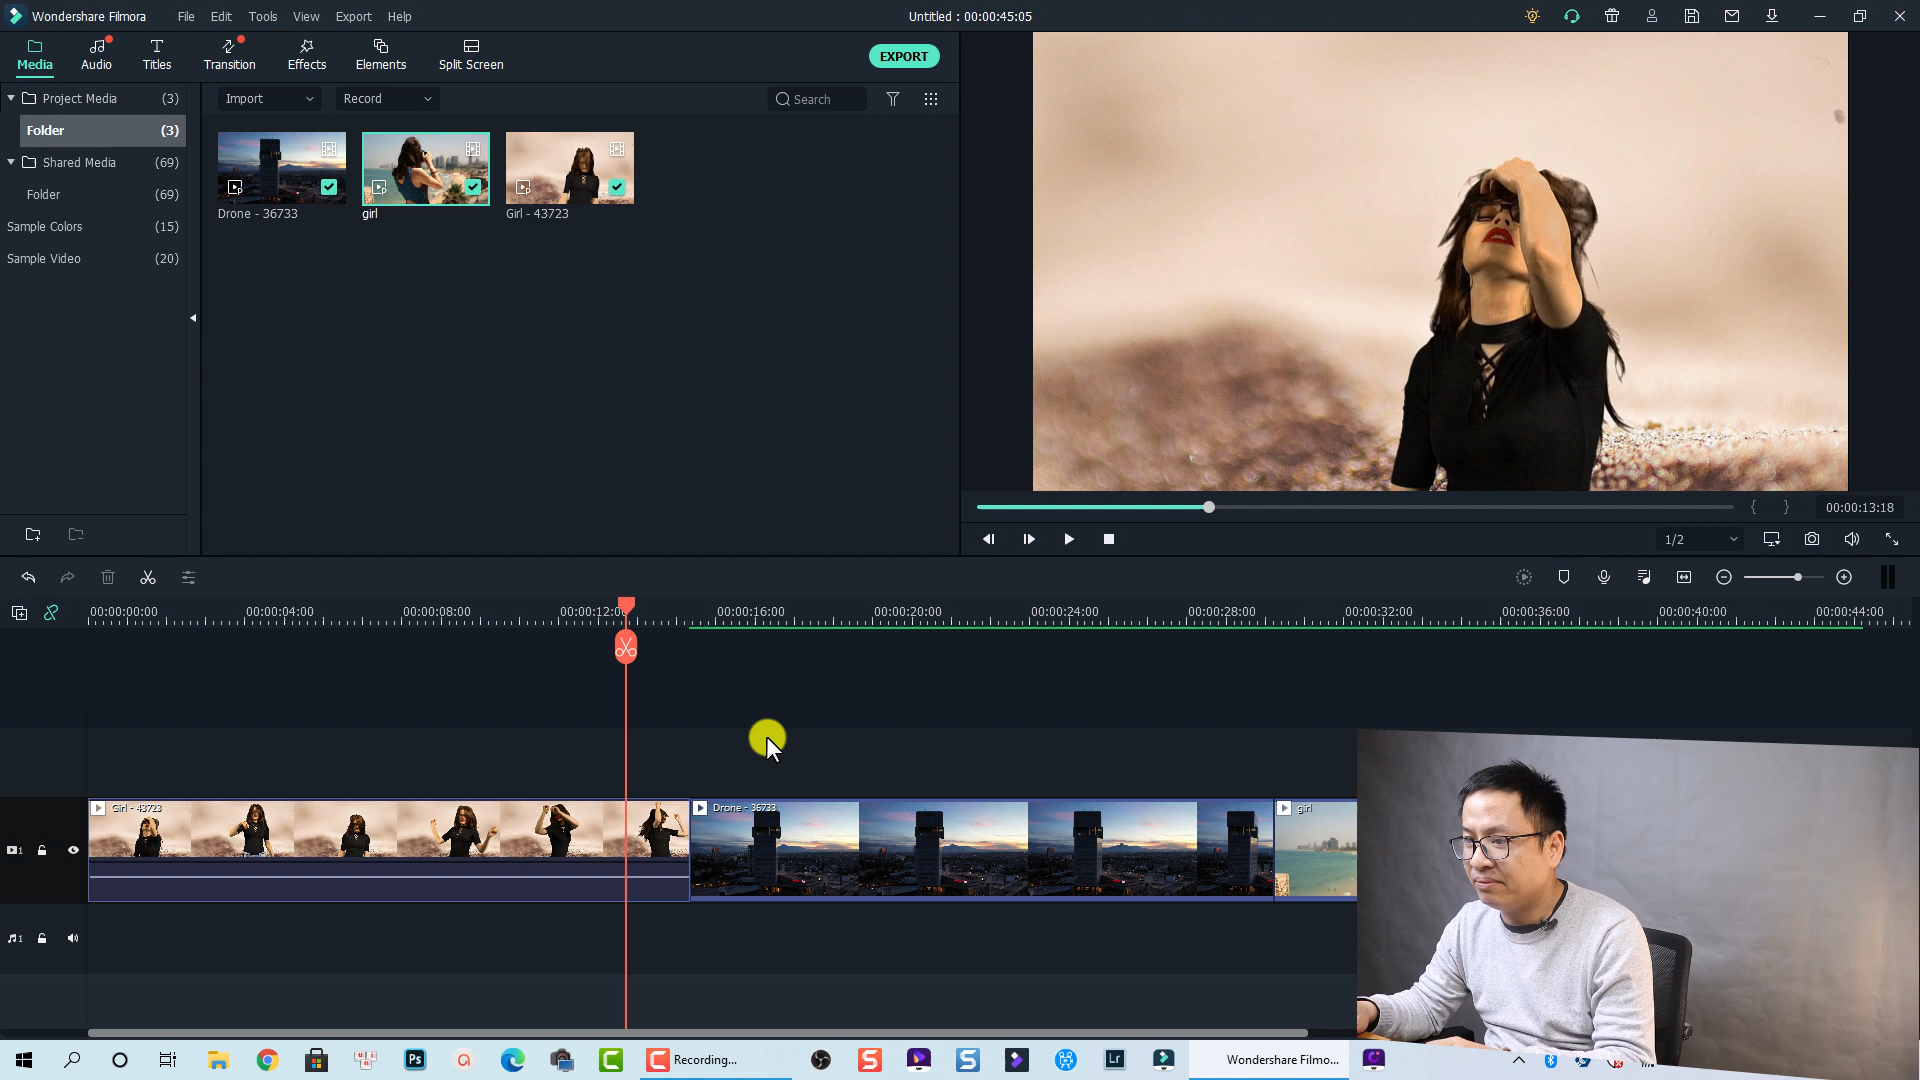 Wondershare Filmora File Edit Tools View Export Help Untitled : 00:00:45:05
Media Audio Titles Transition Effects Elements Split Screen EXPORT
Project Media (3) Import Record Search
Folder (3)
Shared Media (69)
Folder (69)
Sample Colors (15)
Sample Video (20)
Drone - 36733 girl Girl - 43723
00:00:13:18
1/2
00:00:00:00 00:00:04:00 00:00:08:00 00:00:12:0 00:00:16:00 00:00:20:00 00:00:24:00 00:00:28:00 00:00:32:00 00:00:36:00 00:00:40:00 00:00:44:00
Girl - 43723 Drone - 36733 girl
1
1
Ps Recording... Lr Wondershare Filmo...